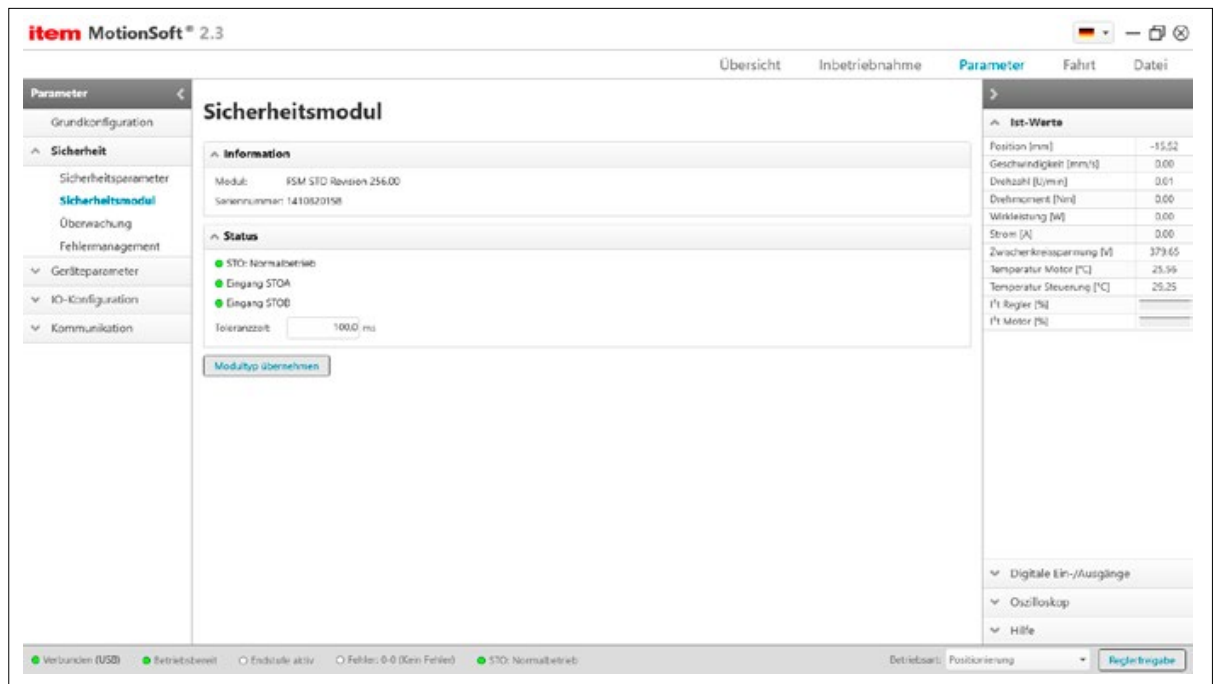 item MotionSoft® 2.3
Übersicht Inbetriebnahme Parameter Fahrt Datei
Parameter
Grundkonfiguration
Sicherheit
Sicherheitsparameter
Sicherheitsmodul
Überwachung
Fehlermanagement
Geräteparameter
IO-Konfiguration
Kommunikation
Sicherheitsmodul
Information
Modul: FSM STO Revision 256.00
Seriennummer: 1410820158
Status
STO: Normalbetrieb
Eingang STOA
Eingang STOB
Toleranzzeit 100,0 ms
Modultyp übernehmen
Ist-Werte
Position [mm] -15,52
Geschwindigkeit [mm/s] 0,00
Drehzahl [U/min] 0,01
Drehmoment [Nm] 0,00
Wirkleistung [W] 0,00
Strom [A] 0,00
Zwischenkreisspannung [V] 379,65
Temperatur Motor [°C] 25,56
Temperatur Steuerung [°C] 29,25
I²t Regler [%]
I²t Motor [%]
Digitale Ein-/Ausgänge
Oszilloskop
Hilfe
Verbunden (USB) Betriebsbereit Endstufe aktiv Fehler: 0-0 (Kein Fehler) STO: Normalbetrieb Betriebsart: Positionierung Reglerfreigabe